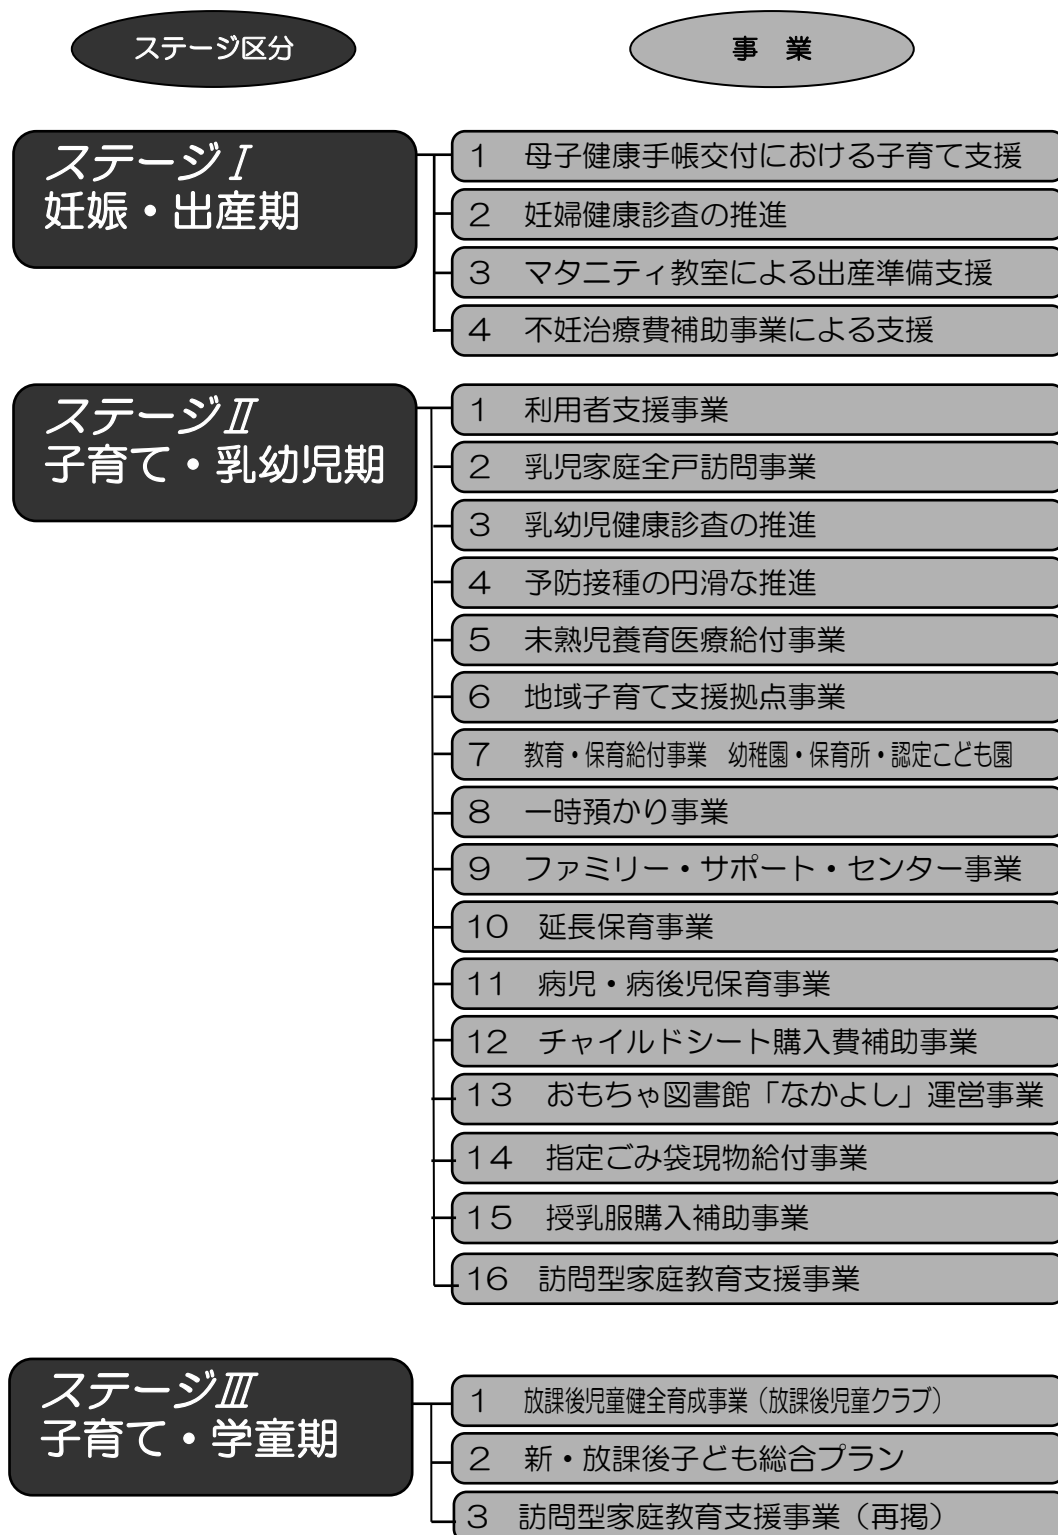 ステージ区分
事 業
ステージⅠ
妊娠・出産期
1 母子健康手帳交付における子育て支援
2 妊婦健康診査の推進
3 マタニティ教室による出産準備支援
4 不妊治療費補助事業による支援
ステージⅡ
子育て・乳幼児期
1 利用者支援事業
2 乳児家庭全戸訪問事業
3 乳幼児健康診査の推進
4 予防接種の円滑な推進
5 未熟児養育医療給付事業
6 地域子育て支援拠点事業
7 教育・保育給付事業 幼稚園・保育所・認定こども園
8 一時預かり事業
9 ファミリー・サポート・センター事業
10 延長保育事業
11 病児・病後児保育事業
12 チャイルドシート購入費補助事業
13 おもちゃ図書館「なかよし」運営事業
14 指定ごみ袋現物給付事業
15 授乳服購入補助事業
16 訪問型家庭教育支援事業
ステージⅢ
子育て・学童期
1 放課後児童健全育成事業（放課後児童クラブ）
2 新・放課後子ども総合プラン
3 訪問型家庭教育支援事業（再掲）